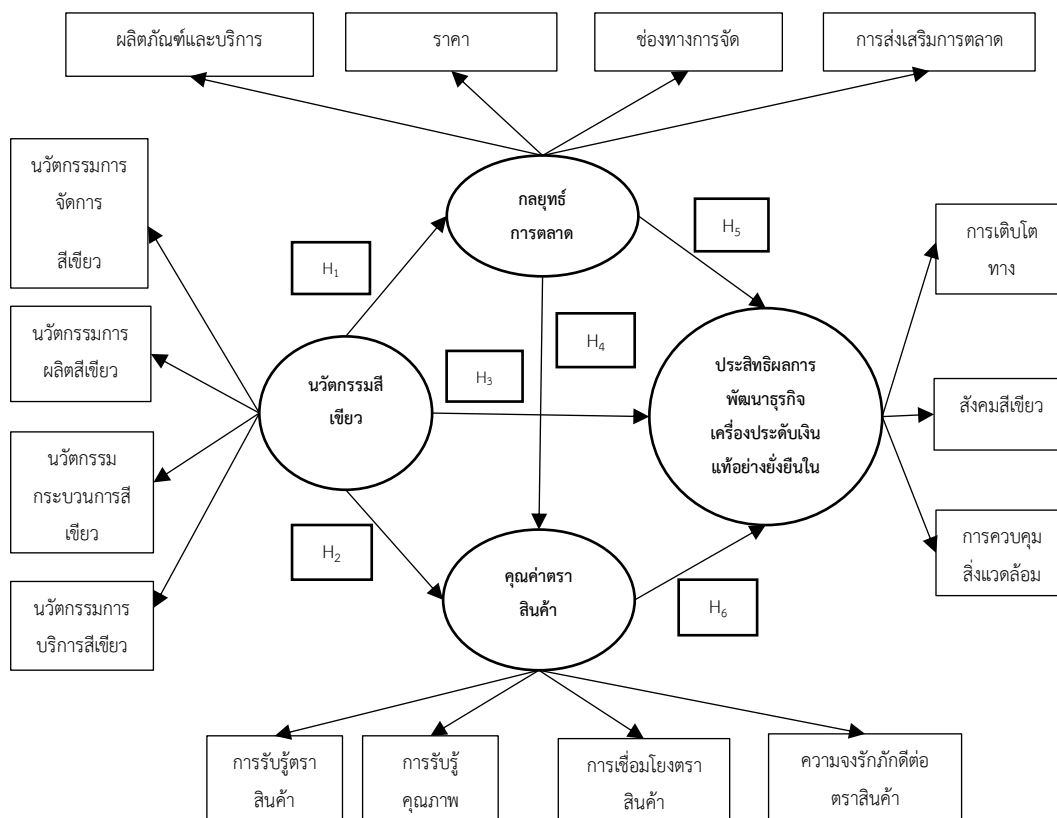 ผลิตภัณฑ์และบริการ
ราคา
ช่องทางการจัด
การส่งเสริมการตลาด
นวัตกรรมการ
จัดการ
สีเขียว
กลยุทธ์
การตลาด
H5
การเติบโต
ทาง
H1
นวัตกรรมการ
ผลิตสีเขียว
นวัตกรรมสี
เขียว
H3
H4
ประสิทธิผลการ
พัฒนาธุรกิจ
เครื่องประดับเงิน
แท้อย่างยั่งยืนใน
สังคมสีเขียว
นวัตกรรม
กระบวนการสี
เขียว
H2
การควบคุม
สิ่งแวดล้อม
นวัตกรรมการ
บริการสีเขียว
คุณค่าตรา
สินค้า
H6
การรับรู้ตรา
สินค้า
การรับรู้
คุณภาพ
การเชื่อมโยงตรา
สินค้า
ความจงรักภักดีต่อ
ตราสินค้า